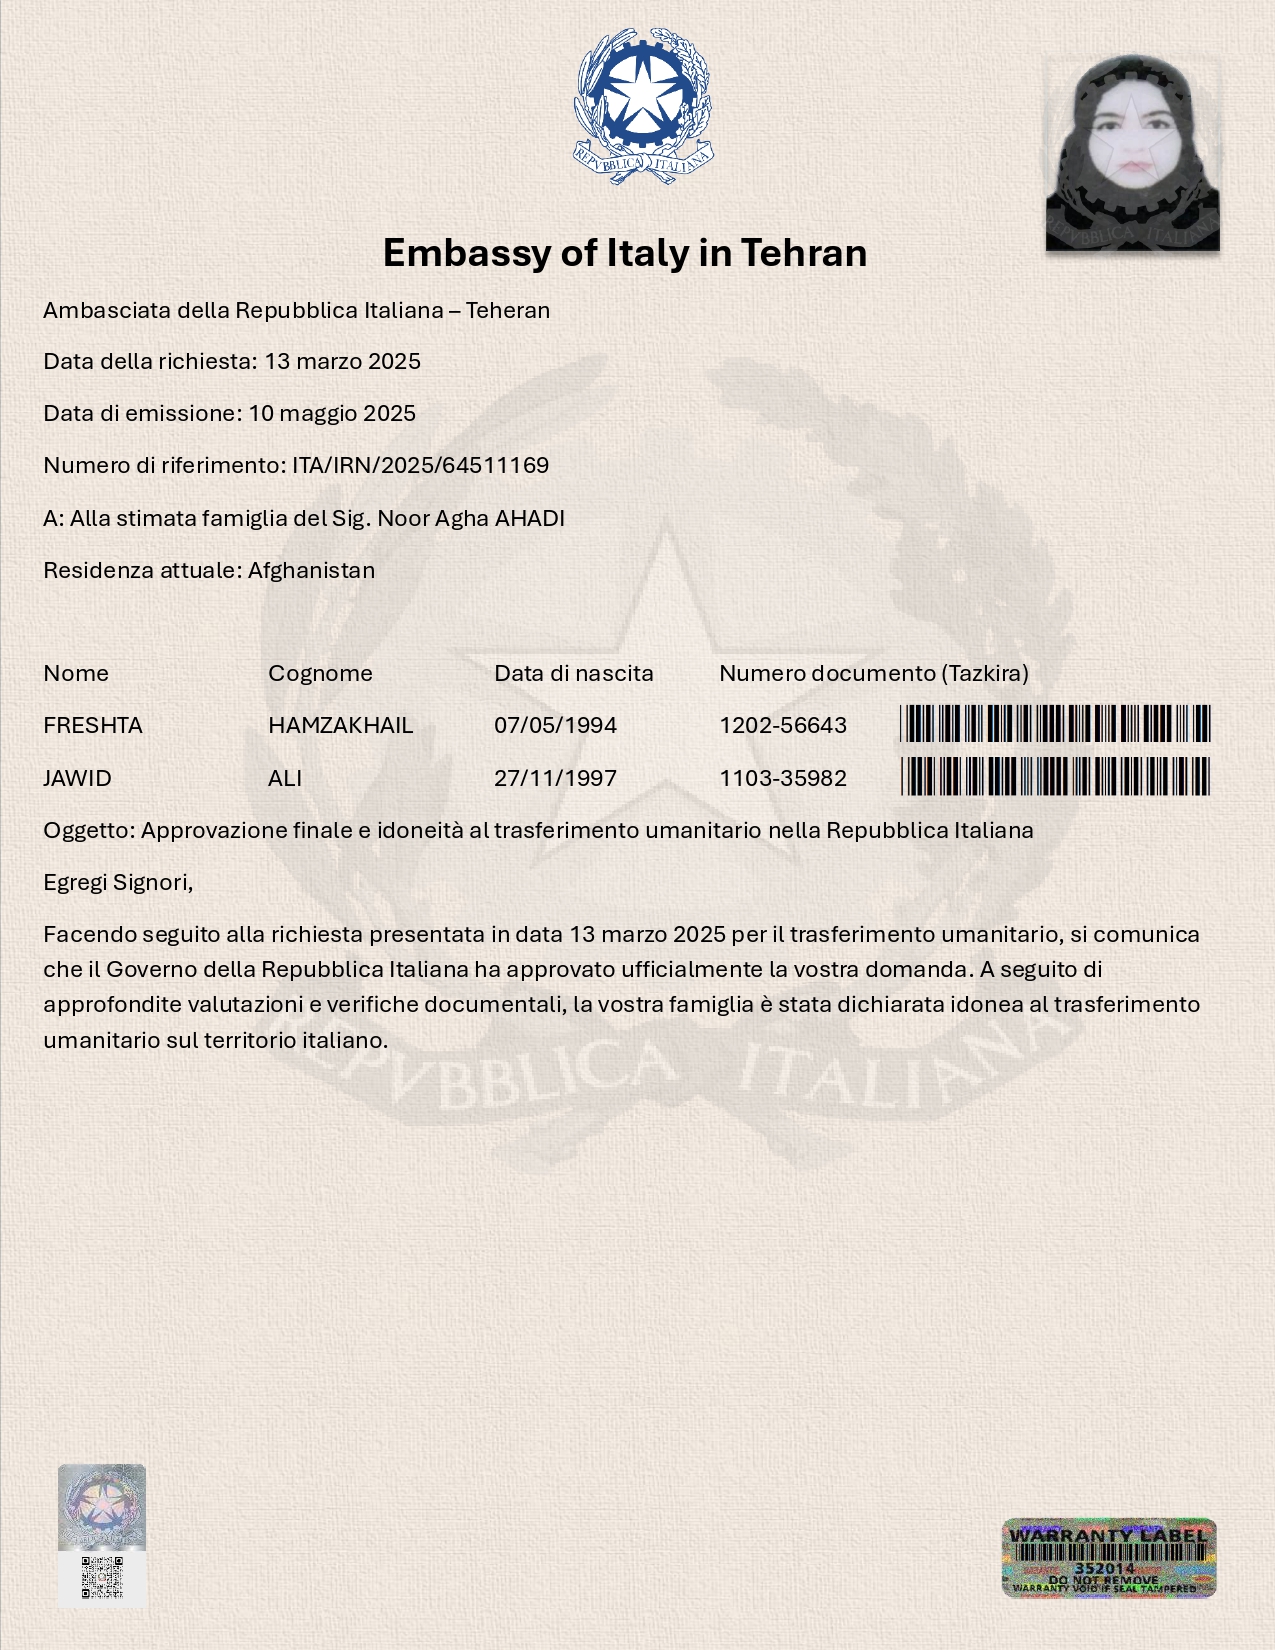 REPVBBLICA ITALIANA
REPVBBLICA ITALIANA
Embassy of Italy in Tehran
Ambasciata della Repubblica Italiana – Teheran
Data della richiesta: 13 marzo 2025
Data di emissione: 10 maggio 2025
Numero di riferimento: ITA/IRN/2025/64511169
A: Alla stimata famiglia del Sig. Noor Agha AHADI
Residenza attuale: Afghanistan
Nome Cognome Data di nascita Numero documento (Tazkira)
FRESHTA HAMZAKHAIL 07/05/1994 1202-56643
JAWID ALI 27/11/1997 1103-35982
Oggetto: Approvazione finale e idoneità al trasferimento umanitario nella Repubblica Italiana
Egregi Signori,
Facendo seguito alla richiesta presentata in data 13 marzo 2025 per il trasferimento umanitario, si comunica
che il Governo della Repubblica Italiana ha approvato ufficialmente la vostra domanda. A seguito di
approfondite valutazioni e verifiche documentali, la vostra famiglia è stata dichiarata idonea al trasferimento
umanitario sul territorio italiano.
REPVBBLICA ITALIANA
WARRANTY LABEL
352014
DO NOT REMOVE
WARRANTY VOID IF SEAL TAMPERED